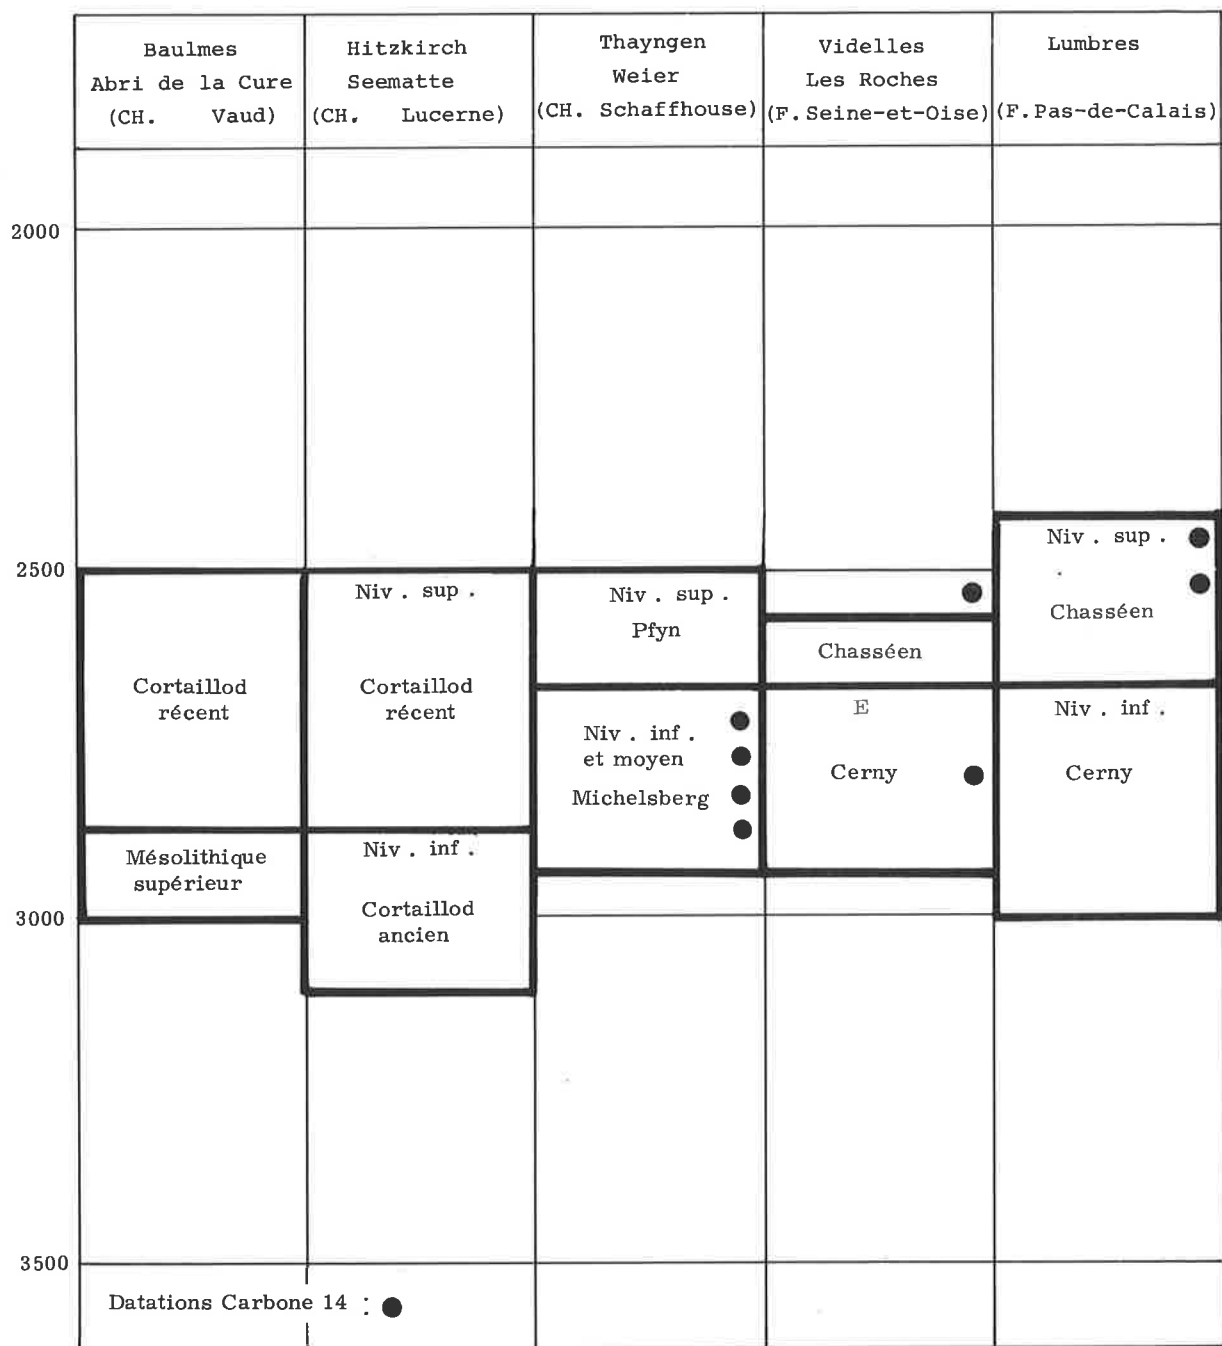 Baulmes
Abri de la Cure
(CH. Vaud)
Hitzkirch
Seematte
(CH. Lucerne)
Thayngen
Weier
(CH. Schaffhouse)
Videlles
Les Roches
(F. Seine-et-Oise)
Lumbres
(F. Pas-de-Calais)
2000
2500
3000
3500
Cortaillod
récent
Mésolithique
supérieur
Niv. sup.
Cortaillod
récent
Niv. inf.
Cortaillod
ancien
Niv. sup.
Pfyn
Niv. inf.
et moyen
Michelsberg
Chasséen
E
Cerny
Niv. sup.
Chasséen
Niv. inf.
Cerny
Datations Carbone 14 :